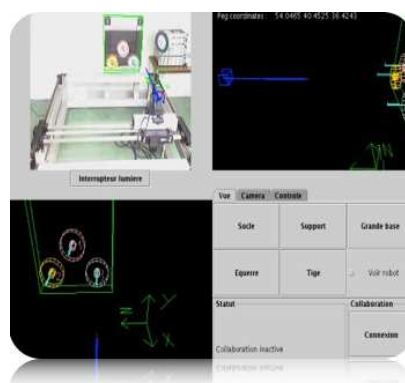 Peg coordinates : 54.0465 40.4525 36.4243
Interrupteur lumiere
Vue Camera Controle
Socle Support Grande base
Equerre Tige Voir robot
Statut Collaboration
Collaboration inactive Connexion
Z Y X